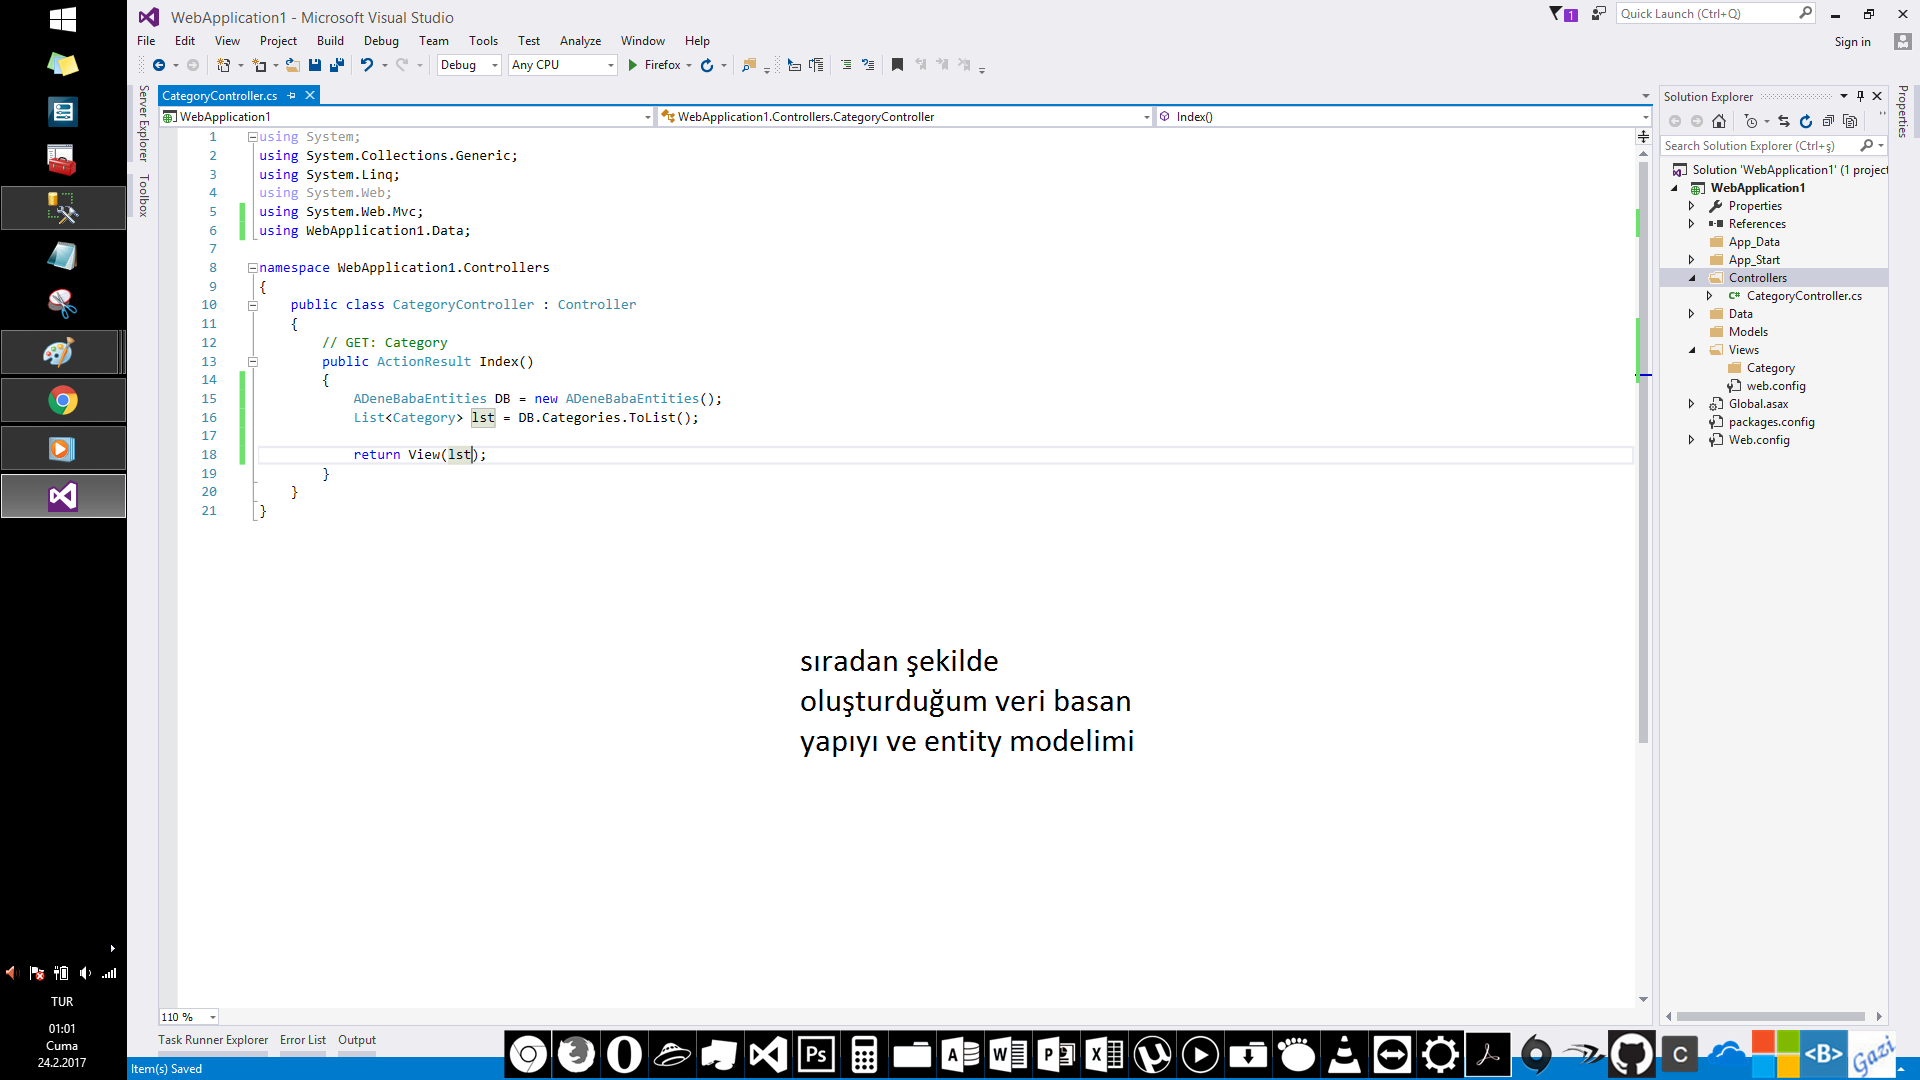 WebApplication1 - Microsoft Visual Studio
1
Quick Launch (Ctrl+Q)
File Edit View Project Build Debug Team Tools Test Analyze Window Help
Sign in
Debug
Any CPU
Firefox
Server Explorer
Toolbox
CategoryController.cs
WebApplication1
WebApplication1.Controllers.CategoryController
Index()
1 using System;
2 using System.Collections.Generic;
3 using System.Linq;
4 using System.Web;
5 using System.Web.Mvc;
6 using WebApplication1.Data;
7
8 namespace WebApplication1.Controllers
9 {
10 public class CategoryController : Controller
11 {
12 // GET: Category
13 public ActionResult Index()
14 {
15 ADeneBabaEntities DB = new ADeneBabaEntities();
16 List<Category> lst = DB.Categories.ToList();
17
18 return View(lst);
19 }
20 }
21 }
sıradan şekilde
oluşturduğum veri basan
yapıyı ve entity modelimi
Solution Explorer
Search Solution Explorer (Ctrl+ş)
Solution 'WebApplication1' (1 project
WebApplication1
Properties
References
App_Data
App_Start
Controllers
C# CategoryController.cs
Data
Models
Views
Category
web.config
Global.asax
packages.config
Web.config
Properties
110 %
Task Runner Explorer Error List Output
Item(s) Saved
TUR
01:01
Cuma
24.2.2017
Ps
A
W
P
X
C
<B>
Gazi